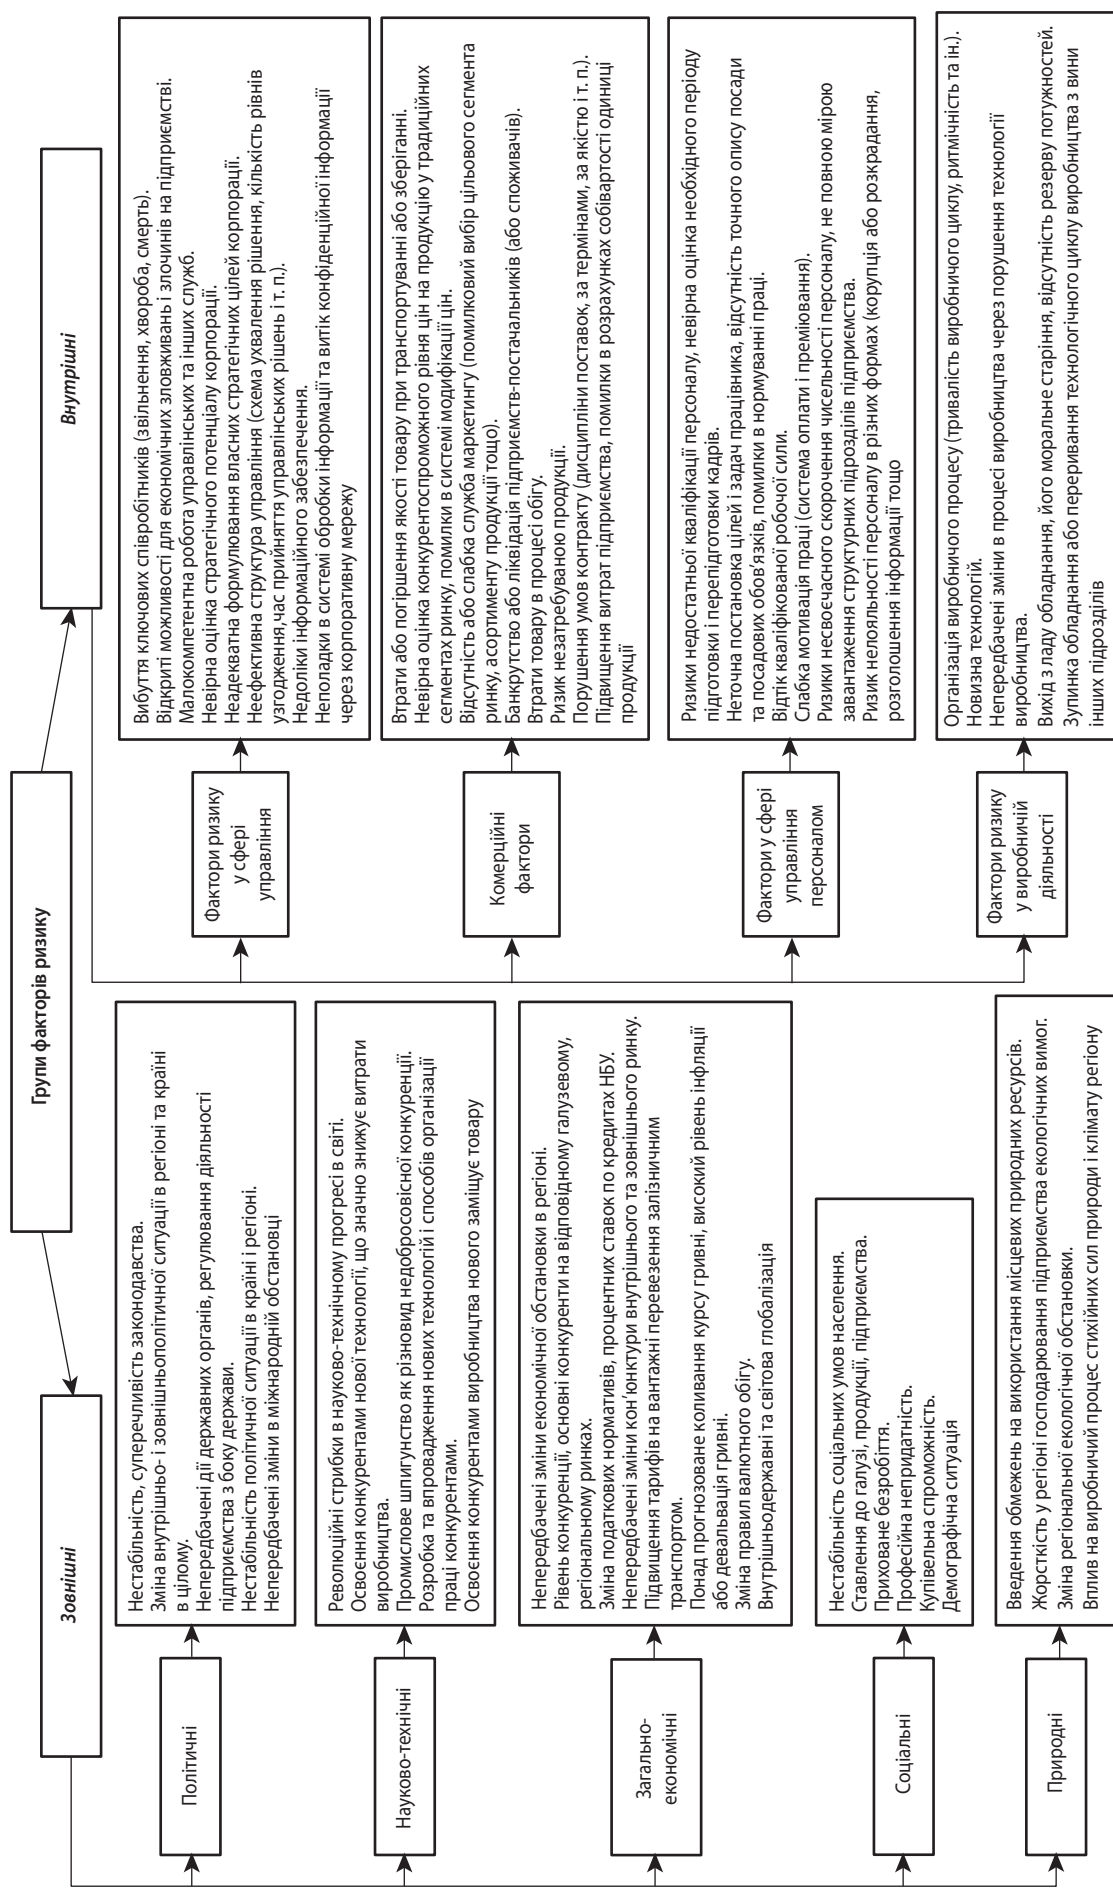 Групи факторів ризику
Зовнішні
Політичні
Нестабільність, суперечливість законодавства.
Зміна внутрішньо- і зовнішньополітичної ситуації в регіоні та країні
в цілому.
Непередбачені дії державних органів, регулювання діяльності
підприємства з боку держави.
Нестабільність політичної ситуації в країні і регіоні.
Непередбачені зміни в міжнародній обстановці
Науково-технічні
Революційні стрибки в науково-технічному прогресі в світі.
Освоєння конкурентами нової технології, що значно знижує витрати
виробництва.
Промислове шпигунство як різновид недобросовісної конкуренції.
Розробка та впровадження нових технологій і способів організації
праці конкурентами.
Освоєння конкурентами виробництва нового заміщує товару
Загально-
економічні
Непередбачені зміни економічної обстановки в регіоні.
Рівень конкуренції, основні конкуренти на відповідному галузевому,
регіональному ринках.
Зміна податкових нормативів, процентних ставок по кредитах НБУ.
Непередбачені зміни кон'юнктури внутрішнього та зовнішнього ринку.
Підвищення тарифів на вантажні перевезення залізничним
транспортом.
Понад прогнозоване коливання курсу гривні, високий рівень інфляції
або девальвація гривні.
Зміна правил валютного обігу.
Внутрішньодержавні та світова глобалізація
Соціальні
Нестабільність соціальних умов населення.
Ставлення до галузі, продукції, підприємства.
Приховане безробіття.
Професійна непридатність.
Купівельна спроможність.
Демографічна ситуація
Природні
Введення обмежень на використання місцевих природних ресурсів.
Жорсткість у регіоні господарювання підприємства екологічних вимог.
Зміна регіональної екологічної обстановки.
Вплив на виробничий процес стихійних сил природи і клімату регіону
Внутрішні
Фактори ризику
у сфері
управління
Вибуття ключових співробітників (звільнення, хвороба, смерть).
Відкриті можливості для економічних зловживань і злочинів на підприємстві.
Малокомпетентна робота управлінських та інших служб.
Невірна оцінка стратегічного потенціалу корпорації.
Неадекватна формулювання власних стратегічних цілей корпорації.
Неефективна структура управління (схема ухвалення рішення, кількість рівнів
узгодження,час прийняття управлінських рішень і т. п.).
Недоліки інформаційного забезпечення.
Неполадки в системі обробки інформації та витік конфіденційної інформації
через корпоративну мережу
Комерційні
фактори
Втрати або погіршення якості товару при транспортуванні або зберіганні.
Невірна оцінка конкурентоспроможного рівня цін на продукцію у традиційних
сегментах ринку, помилки в системі модифікації цін.
Відсутність або слабка служба маркетингу (помилковий вибір цільового сегмента
ринку, асортименту продукції тощо).
Банкрутство або ліквідація підприємств-постачальників (або споживачів).
Втрати товару в процесі обігу.
Ризик незатребуваною продукції.
Порушення умов контракту (дисципліни поставок, за термінами, за якістю і т. п.).
Підвищення витрат підприємства, помилки в розрахунках собівартості одиниці
продукції
Фактори у сфері
управління
персоналом
Ризики недостатньої кваліфікації персоналу, невірна оцінка необхідного періоду
підготовки і перепідготовки кадрів.
Неточна постановка цілей і задач працівника, відсутність точного опису посади
та посадових обов'язків, помилки в нормуванні праці.
Відтік кваліфікованої робочої сили.
Слабка мотивація праці (система оплати і преміювання).
Ризики несвоєчасного скорочення чисельності персоналу, не повною мірою
завантаження структурних підрозділів підприємства.
Ризик нелояльності персоналу в різних формах (корупція або розкрадання,
розголошення інформації тощо
Фактори ризику
у виробничій
діяльності
Організація виробничого процесу (тривалість виробничого циклу, ритмічність та ін.).
Новизна технологій.
Непередбачені зміни в процесі виробництва через порушення технології
виробництва.
Вихід з ладу обладнання, його моральне старіння, відсутність резерву потужностей.
Зупинка обладнання або переривання технологічного циклу виробництва з вини
інших підрозділів